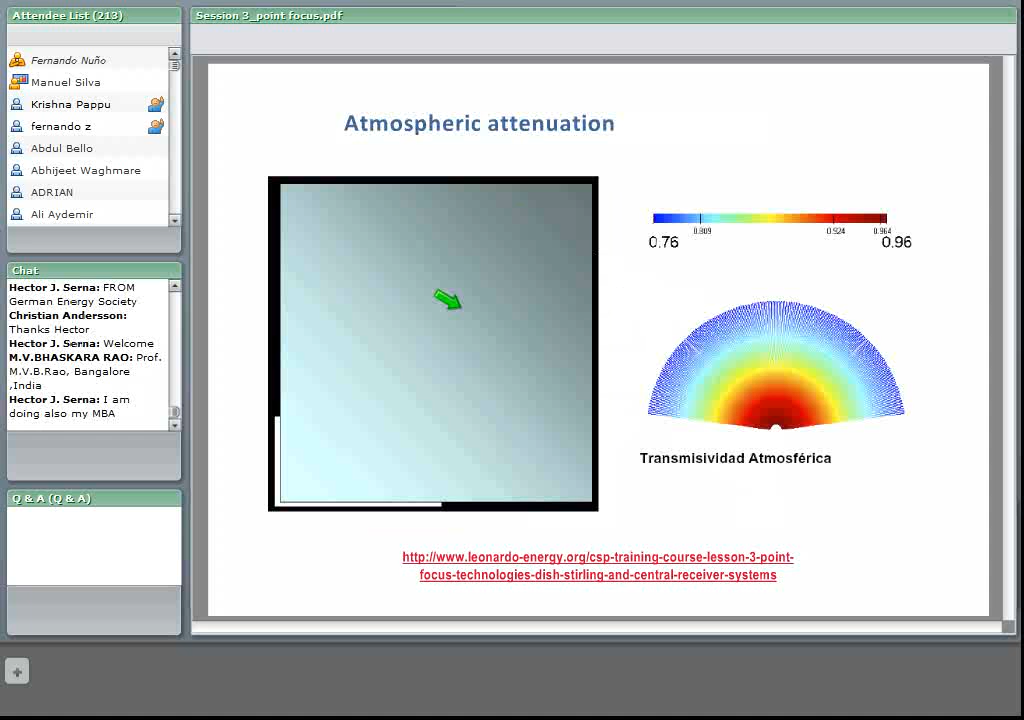 Attendee List (213)
Fernando Nuño
Manuel Silva
Krishna Pappu
fernando z
Abdul Bello
Abhijeet Waghmare
ADRIAN
Ali Aydemir
Chat
Hector J. Serna: FROM
German Energy Society
Christian Andersson:
Thanks Hector
Hector J. Serna: Welcome
M.V.BHASKARA RAO: Prof.
M.V.B.Rao, Bangalore
,India
Hector J. Serna: I am
doing also my MBA
Q & A (Q & A)
Session 3_point focus.pdf
Atmospheric attenuation
0.809 0.924 0.964
0.76 0.96
Transmisividad Atmosférica
http://www.leonardo-energy.org/csp-training-course-lesson-3-point-
focus-technologies-dish-stirling-and-central-receiver-systems